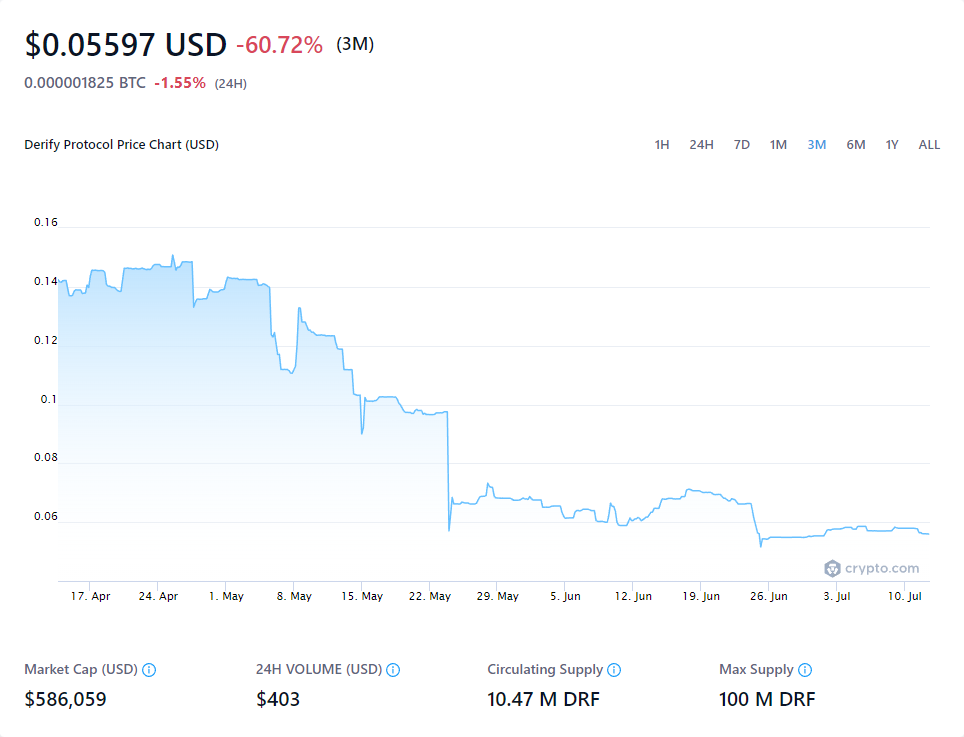 $0.05597 USD -60.72% (3M)
0.000001825 BTC -1.55% (24H)
Derify Protocol Price Chart (USD) 1H 24H 7D 1M 3M 6M 1Y ALL
0.16
0.14
0.12
0.1
0.08
0.06
crypto.com
17. Apr 24. Apr 1. May 8. May 15. May 22. May 29. May 5. Jun 12. Jun 19. Jun 26. Jun 3. Jul 10. Jul
Market Cap (USD) 24H VOLUME (USD) Circulating Supply Max Supply
$586,059 $403 10.47 M DRF 100 M DRF